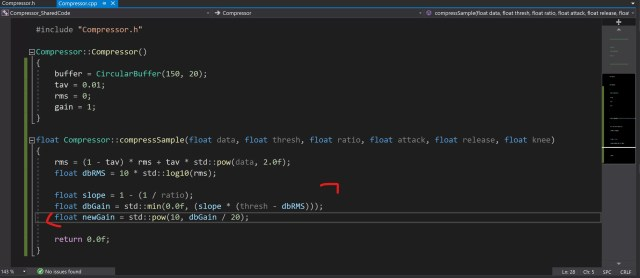 Compressor.h
Compressor.cpp
Compressor_SharedCode
Compressor
compressSample(float data, float thresh, float ratio, float attack, float release, float
#include "Compressor.h"
Compressor::Compressor()
{
buffer = CircularBuffer(150, 20);
tav = 0.01;
rms = 0;
gain = 1;
}
float Compressor::compressSample(float data, float thresh, float ratio, float attack, float release, float knee)
{
rms = (1 - tav) * rms + tav * std::pow(data, 2.0f);
float dbRMS = 10 * std::log10(rms);
float slope = 1 - (1 / ratio);
float dbGain = std::min(0.0f, (slope * (thresh - dbRMS)));
float newGain = std::pow(10, dbGain / 20);
return 0.0f;
}
143 %
No issues found
Ln: 28
Ch: 5
SPC
CRLF